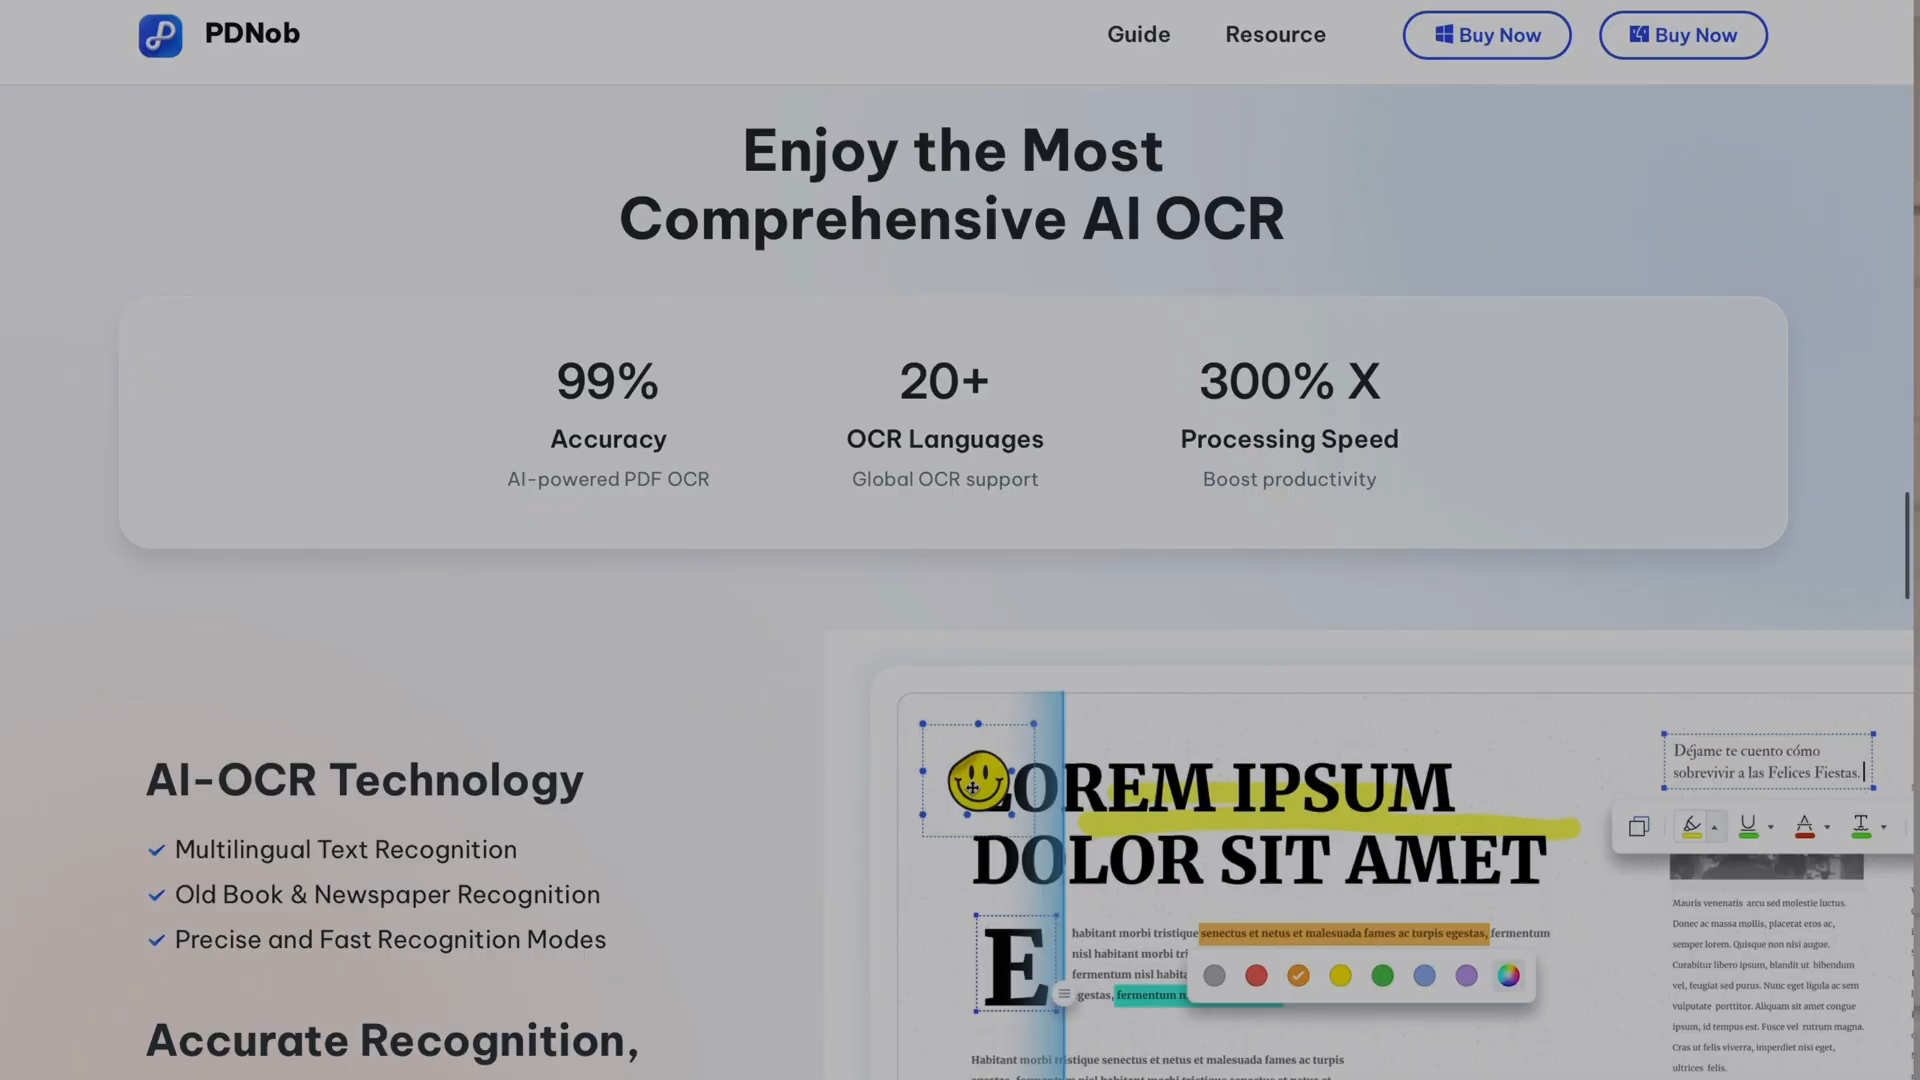 PDNob
Guide
Resource
Buy Now
Buy Now
Enjoy the Most
Comprehensive AI OCR
99%
Accuracy
AI-powered PDF OCR
20+
OCR Languages
Global OCR support
300% X
Processing Speed
Boost productivity
AI-OCR Technology
Multilingual Text Recognition
Old Book & Newspaper Recognition
Precise and Fast Recognition Modes
Accurate Recognition,
LOREM IPSUM
DOLOR SIT AMET
E
habitant morbi tristique senectus et netus et malesuada fames ac turpis egestas, fermentum
nisl habitant morbi
fermentum nisl
egestas, fermentum
Habitant morbi tristique senectus et netus et malesuada fames ac turpis
Déjame te cuento cómo
sobrevivir a las Felices Fiestas.
Mauris venenatis arcu sed molestie luctus.
Donec ac massa mollis, placerat eros ac,
semper lorem. Quisque non nisi augue.
Curabitur libero ipsum, blandit ut bibendum
vel, feugiat sed purus. Nunc eget ligula ac sem
vulputate porttitor. Aliquam sit amet congue
ipsum, id tempus est. Fusce vel rutrum magna.
Cras ut felis viverra, imperdiet nisi eget,
ultrices felis.